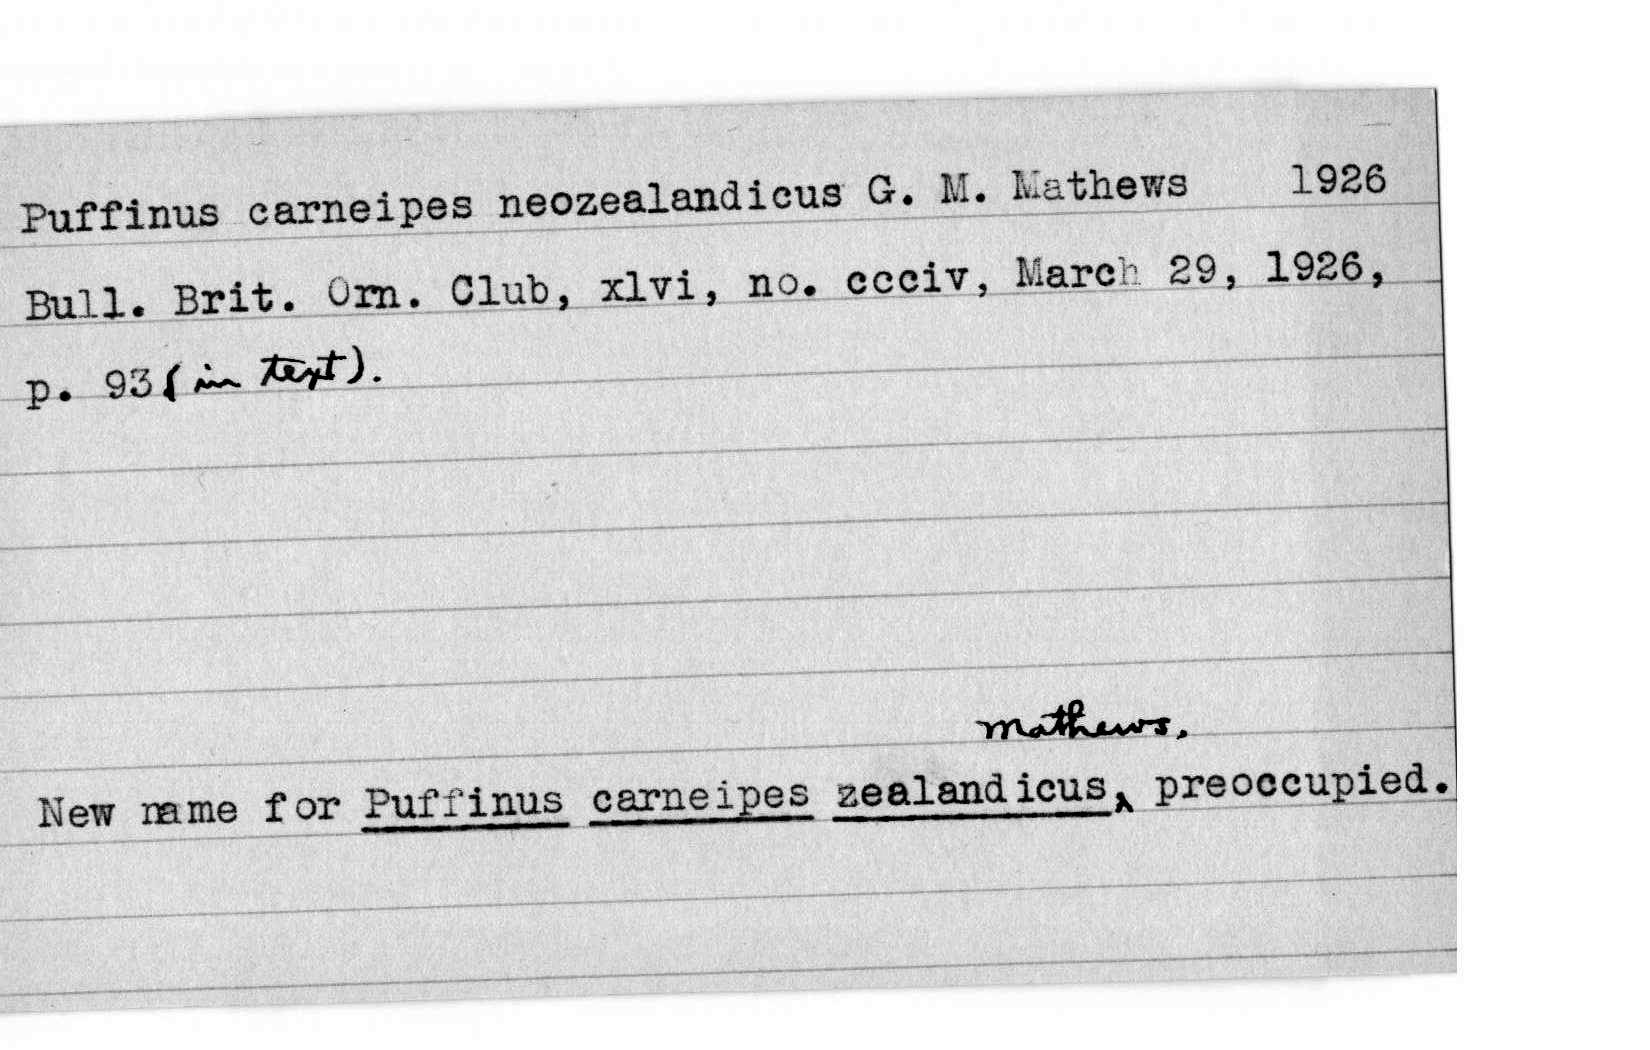 Puffinus carneipes neozealandicus G. M. Mathews 1926
Bull. Brit. Orn. Club, xlvi, no. ccciv, March 29, 1926,
p. 93 (in text).
Mathews,
New name for Puffinus carneipes zealandicus‸ preoccupied.